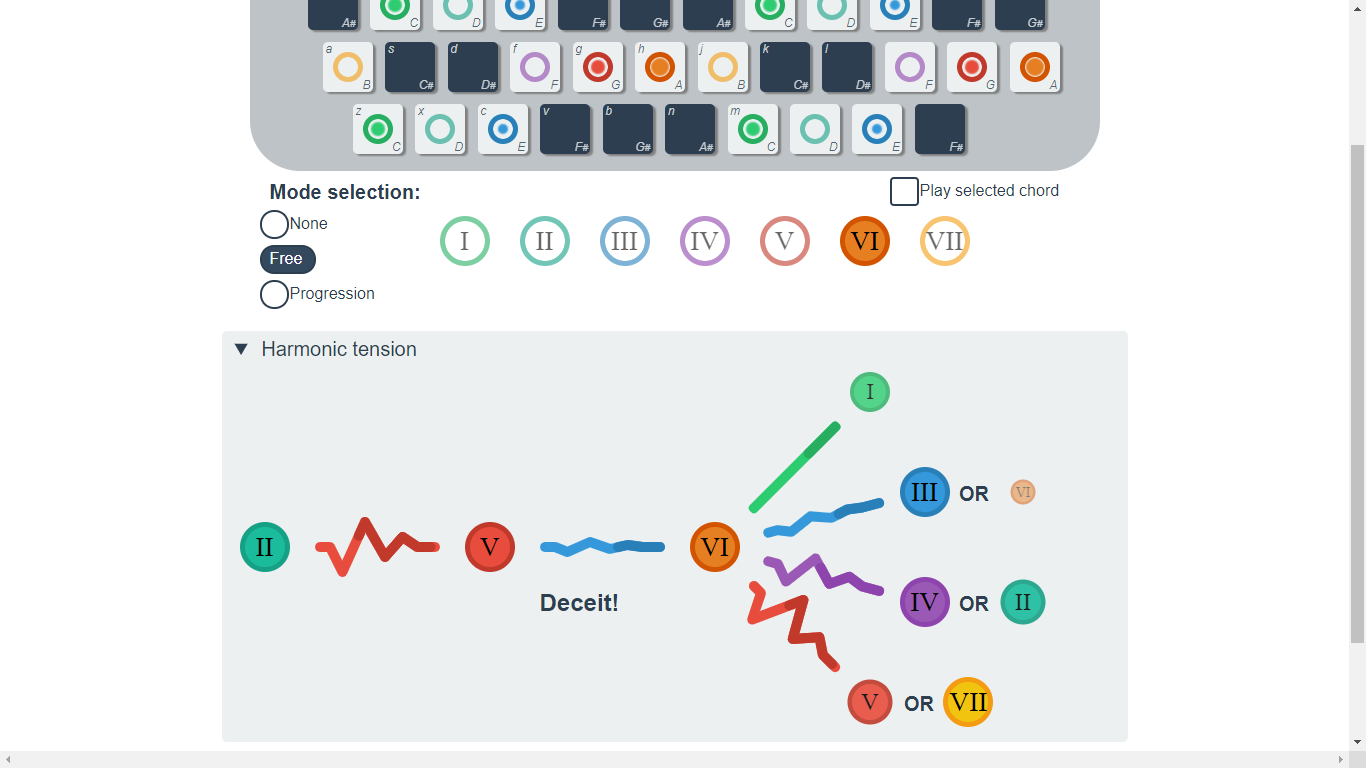 A# C D E F# G# A# C D E F# G#
a B s C# d D# f F g G h A j B k C# l D# F G A
z C x D c E v F# b G# n A# m C D E F#
Mode selection:
Play selected chord
None
I II III IV V VI VII
Free
Progression
▼ Harmonic tension
I
III OR VI
II V VI
Deceit!
IV OR II
V OR VII